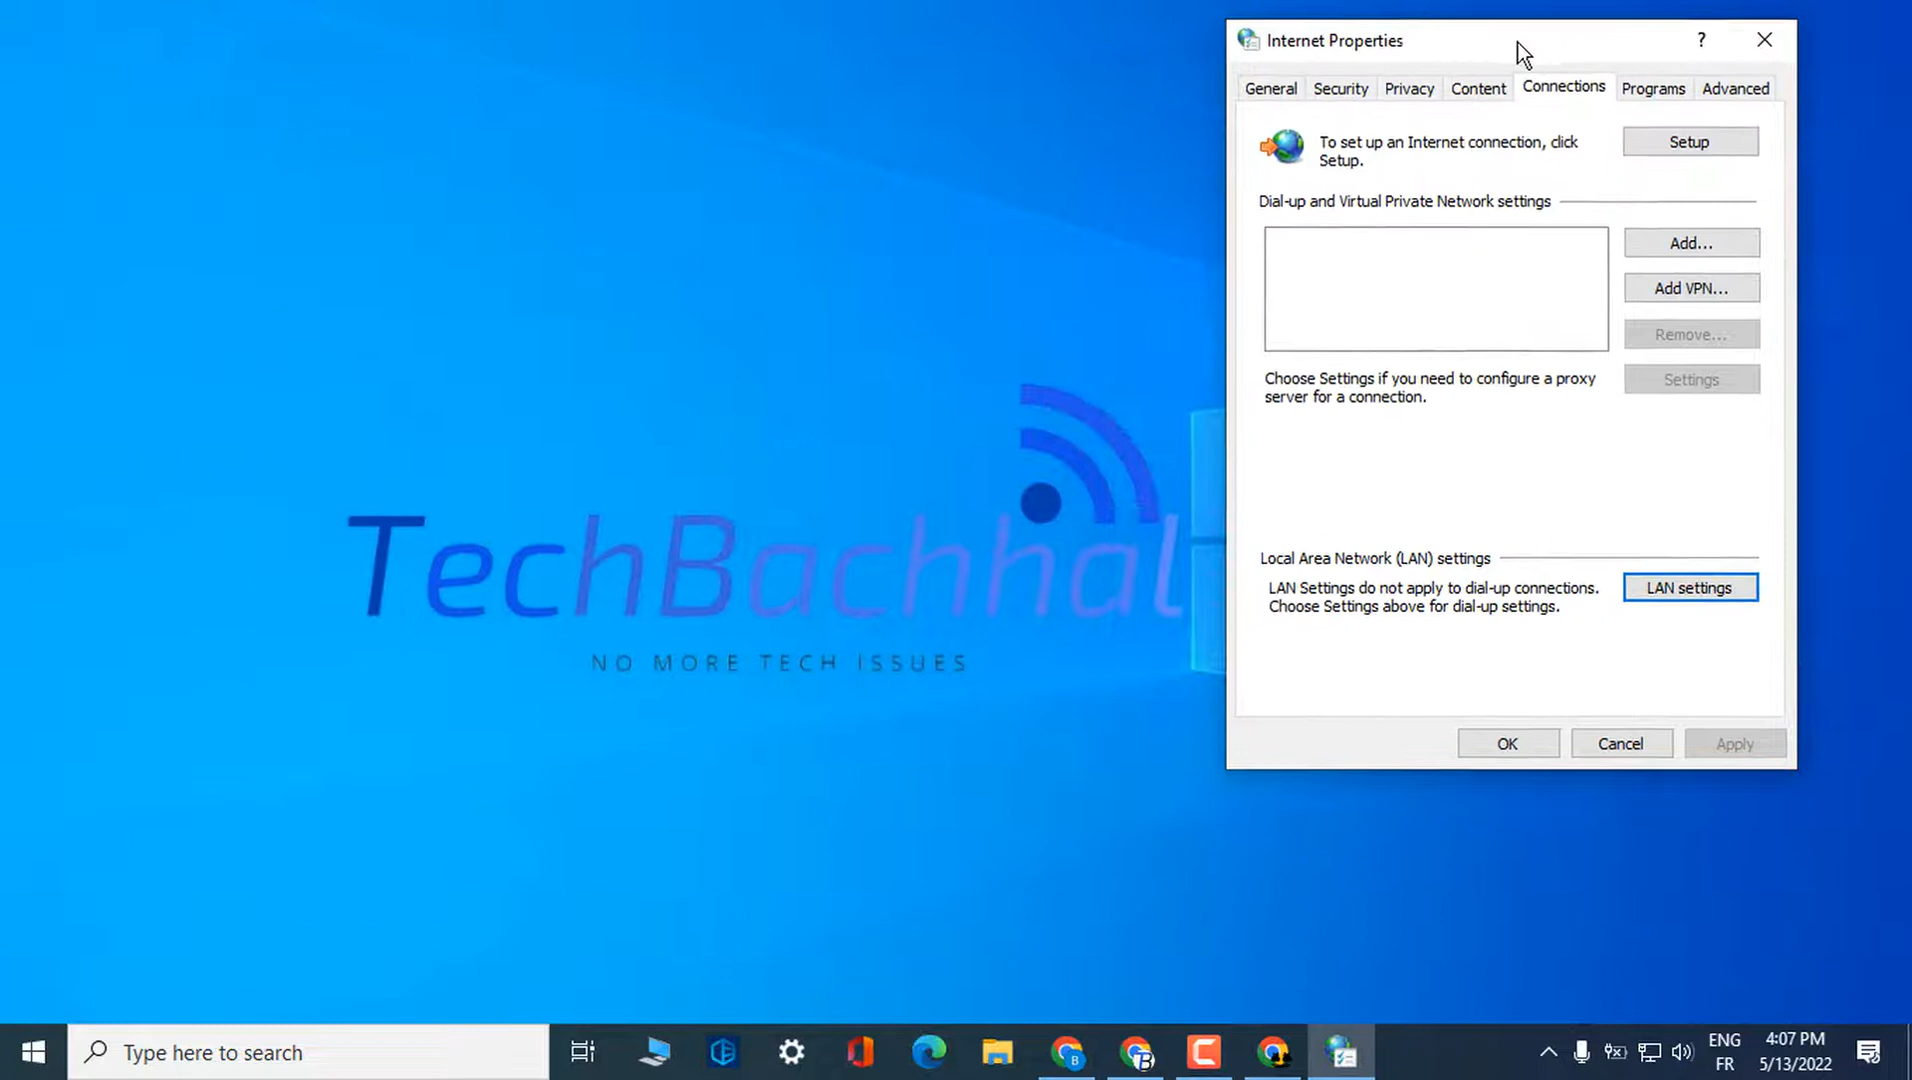 Internet Properties
?
General Security Privacy Content Connections Programs Advanced
To set up an Internet connection, click
Setup.
Setup
Dial-up and Virtual Private Network settings
Add...
Add VPN...
Remove...
Choose Settings if you need to configure a proxy
server for a connection.
Settings
Local Area Network (LAN) settings
LAN Settings do not apply to dial-up connections.
Choose Settings above for dial-up settings.
LAN settings
OK Cancel Apply
TechBachhal
NO MORE TECH ISSUES
Type here to search
B
B
ENG
FR
4:07 PM
5/13/2022